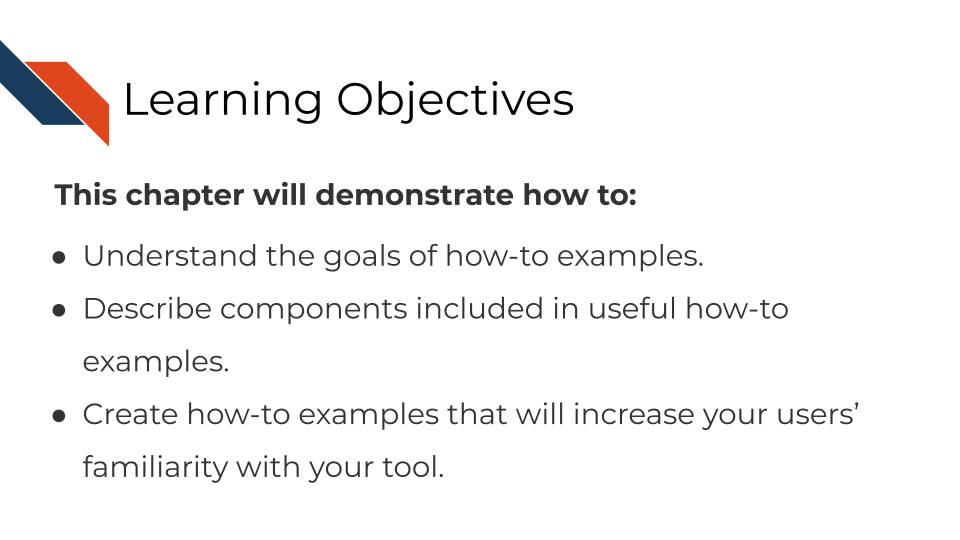 Learning Objectives
This chapter will demonstrate how to:
● Understand the goals of how-to examples.
● Describe components included in useful how-to
examples.
● Create how-to examples that will increase your users’
familiarity with your tool.